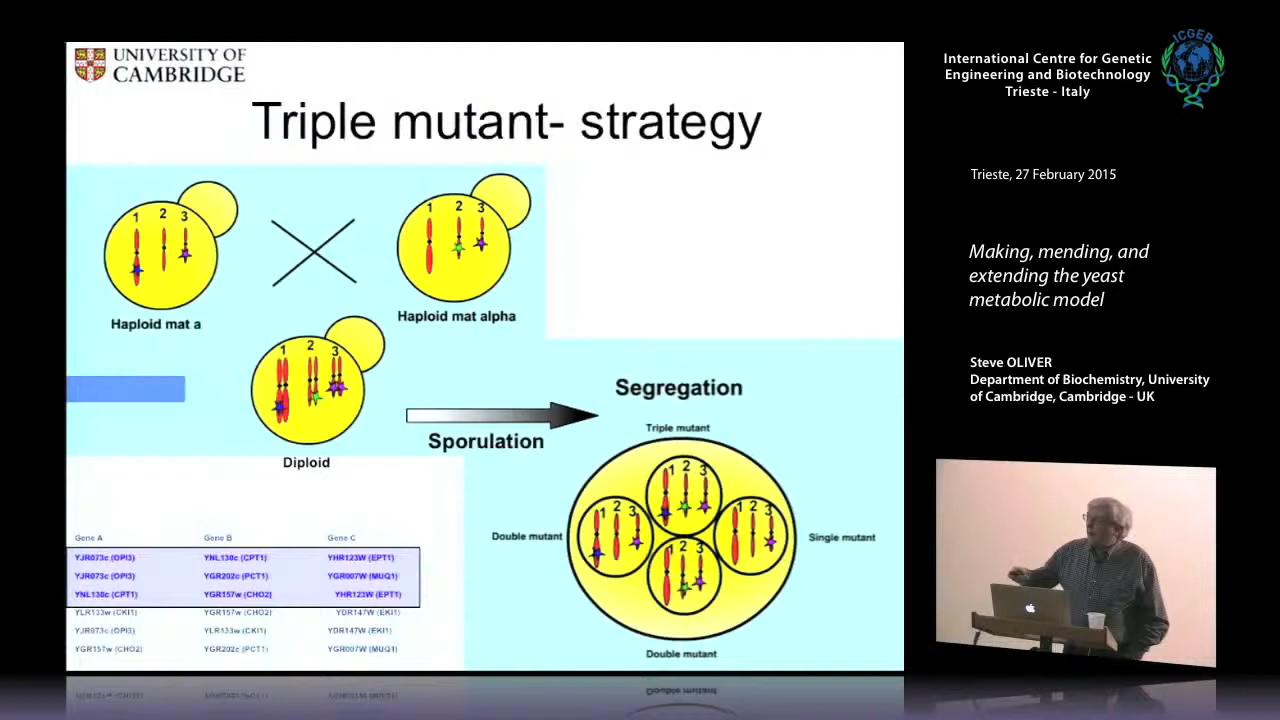 UNIVERSITY OF
CAMBRIDGE
Triple mutant- strategy
1 2 3
Haploid mat a
1 2 3
Haploid mat alpha
1 2 3
Diploid
Sporulation
Segregation
Triple mutant
1 2 3
Double mutant
1 2 3
1 2 3
Single mutant
1 2 3
Double mutant
Gene A Gene B Gene C
YJR073c (OPI3) YNL130c (CPT1) YHR123W (EPT1)
YJR073c (OPI3) YGR202c (PCT1) YGR007W (MUQ1)
YNL130c (CPT1) YGR157w (CHO2) YHR123W (EPT1)
YLR133w (CKI1) YGR157w (CHO2) YDR147W (EKI1)
YJR073c (OPI3) YLR133w (CKI1) YDR147W (EKI1)
YGR157w (CHO2) YGR202c (PCT1) YGR007W (MUQ1)
International Centre for Genetic
Engineering and Biotechnology
Trieste - Italy
ICGEB
Trieste, 27 February 2015
Making, mending, and
extending the yeast
metabolic model
Steve OLIVER
Department of Biochemistry, University
of Cambridge, Cambridge - UK